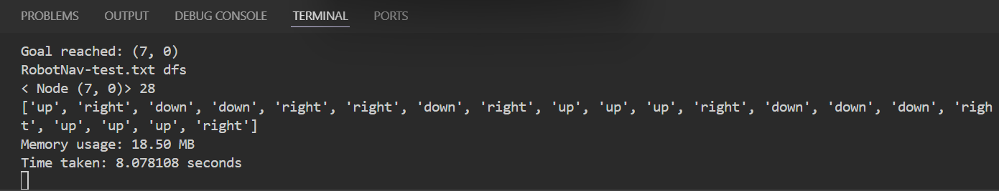 PROBLEMS OUTPUT DEBUG CONSOLE TERMINAL PORTS
Goal reached: (7, 0)
RobotNav-test.txt dfs
< Node (7, 0)> 28
['up', 'right', 'down', 'down', 'right', 'right', 'down', 'right', 'up', 'up', 'up', 'right', 'down', 'down', 'down', 'righ
t', 'up', 'up', 'up', 'right']
Memory usage: 18.50 MB
Time taken: 8.078108 seconds